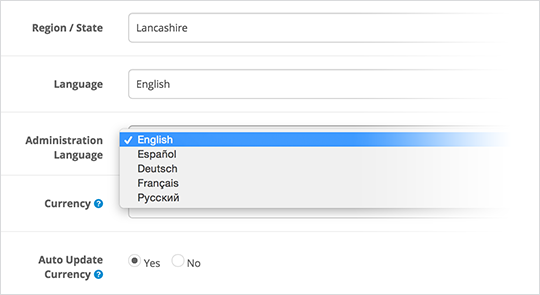 Region / State
Lancashire
Language
English
Administration
Language
✓ English
Español
Deutsch
Français
Русский
Currency ?
Auto Update
Currency ?
Yes No